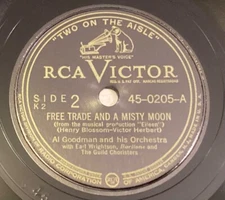 "TWO ON THE AISLE"
"HIS MASTER'S VOICE"
RCA VICTOR
SIDE 2
K2
45-0205-A
FREE TRADE AND A MISTY MOON
(from the musical production "Eileen")
(Henry Blossom-Victor Herbert)
Al Goodman and his Orchestra
with Earl Wrightson, Baritone and
The Guild Choristers